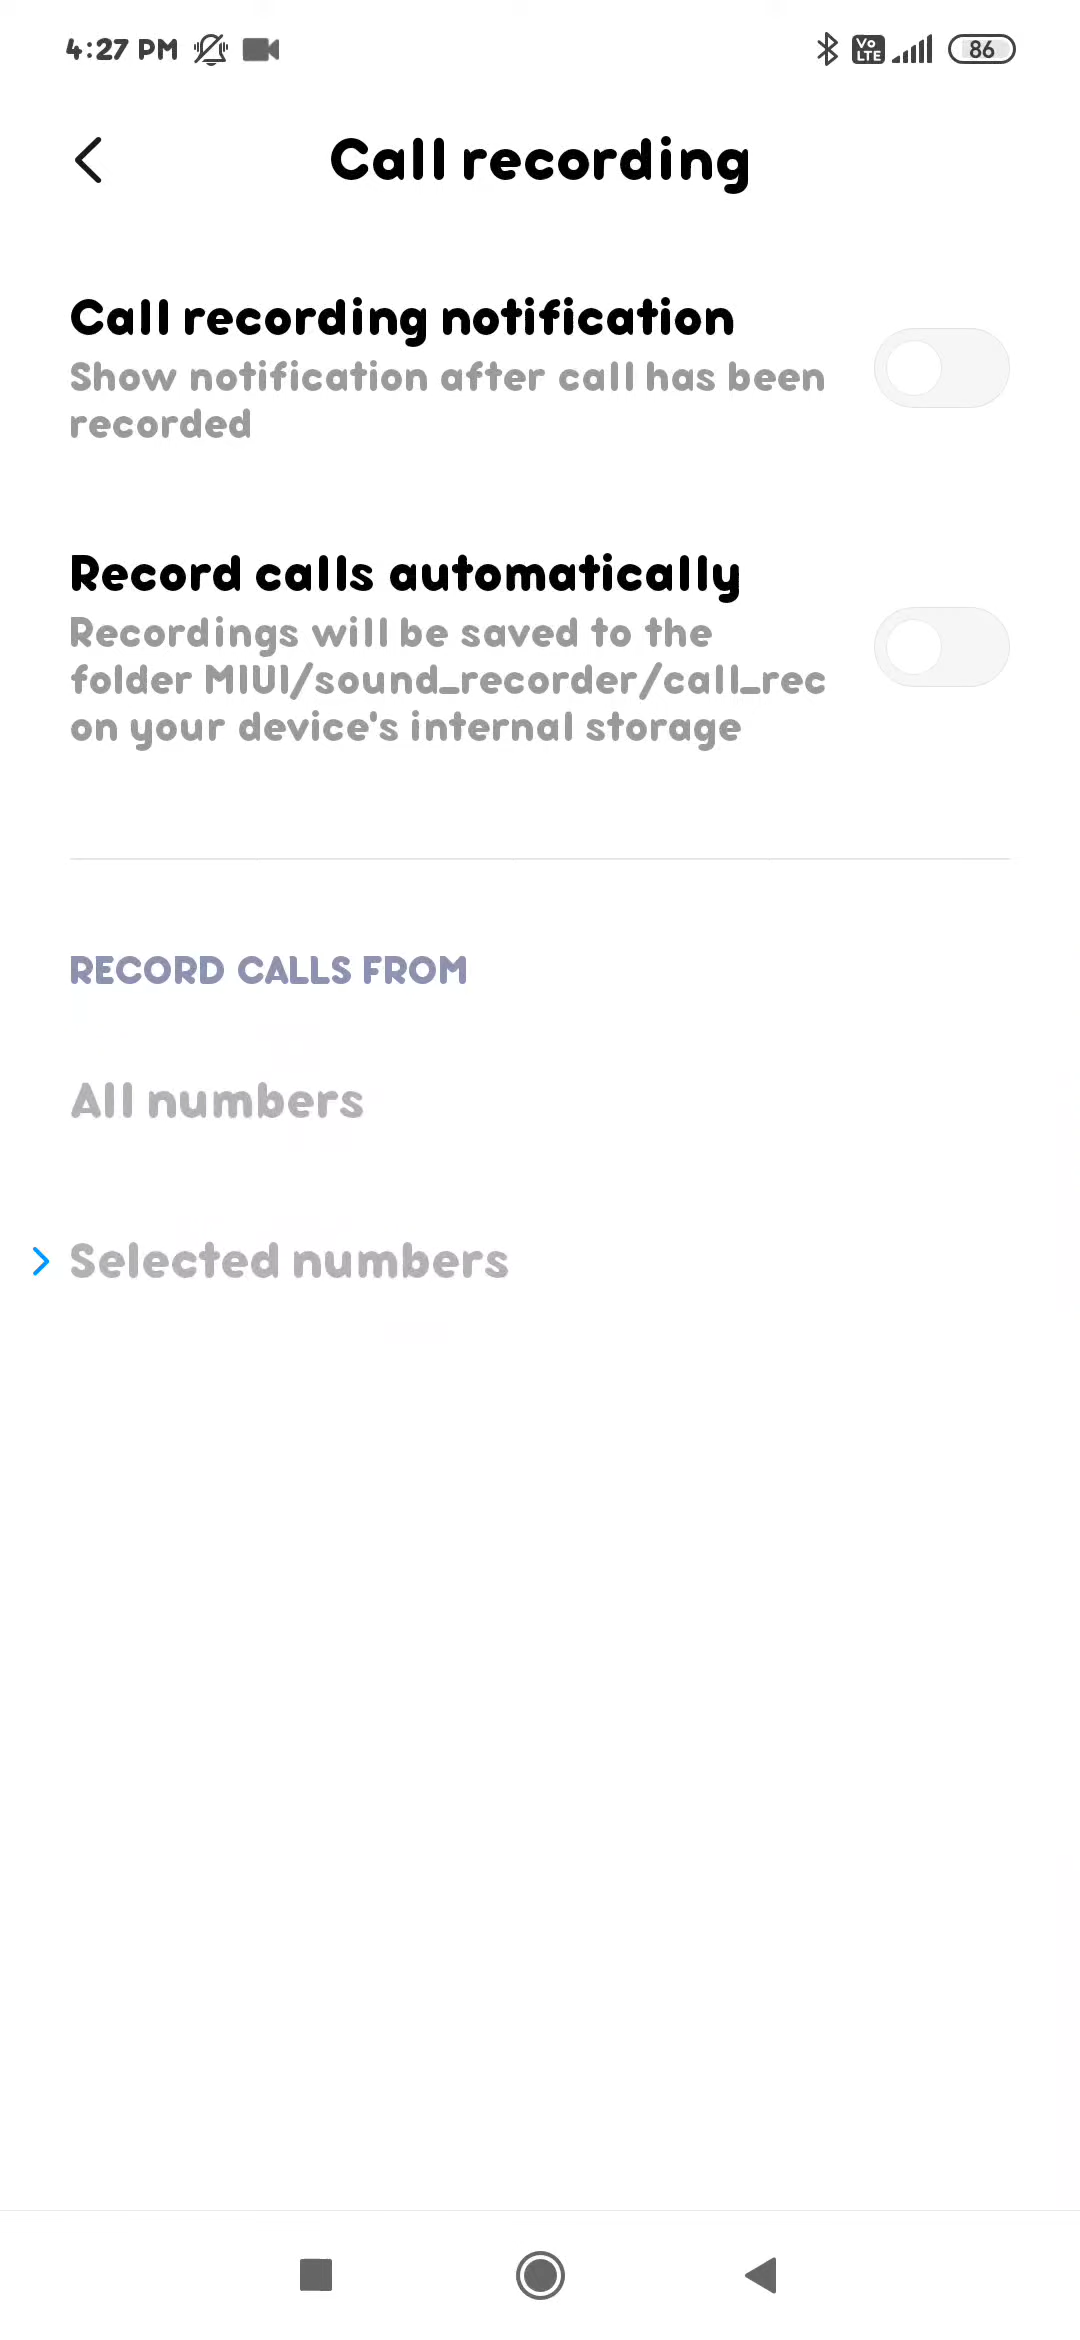 4:27 PM
Vo LTE
86
Call recording
Call recording notification
Show notification after call has been
recorded
Record calls automatically
Recordings will be saved to the
folder MIUI/sound_recorder/call_rec
on your device's internal storage
RECORD CALLS FROM
All numbers
Selected numbers